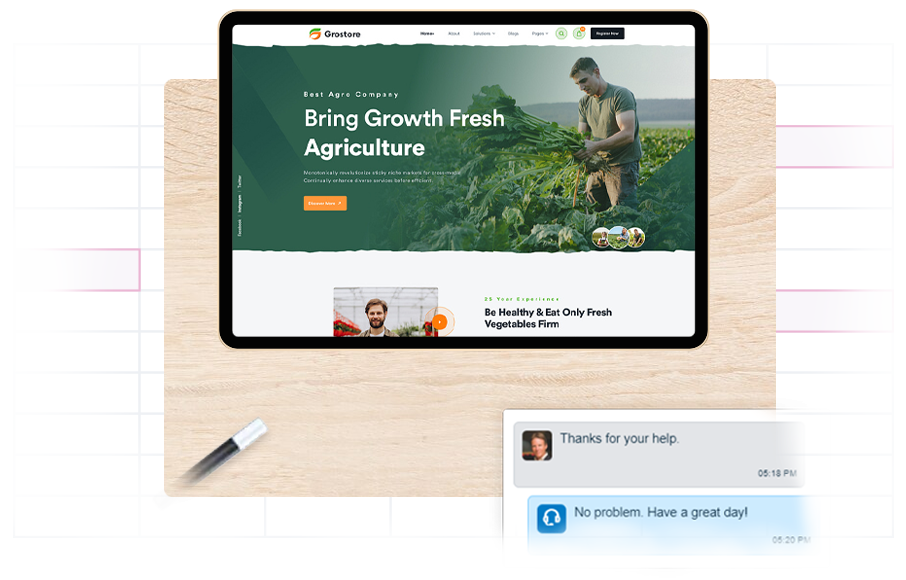 Grostore
Home About Solutions Blogs Pages Register Now
Best Agro Company
Bring Growth Fresh
Agriculture
Monotonically revolutionize sticky niche markets for cross-media
Continually enhance diverse services before efficient
Discover More
Facebook Instagram Twitter
25 Year Experience
Be Healthy & Eat Only Fresh
Vegetables Firm
Thanks for your help.
05:18 PM
No problem. Have a great day!
05:20 PM